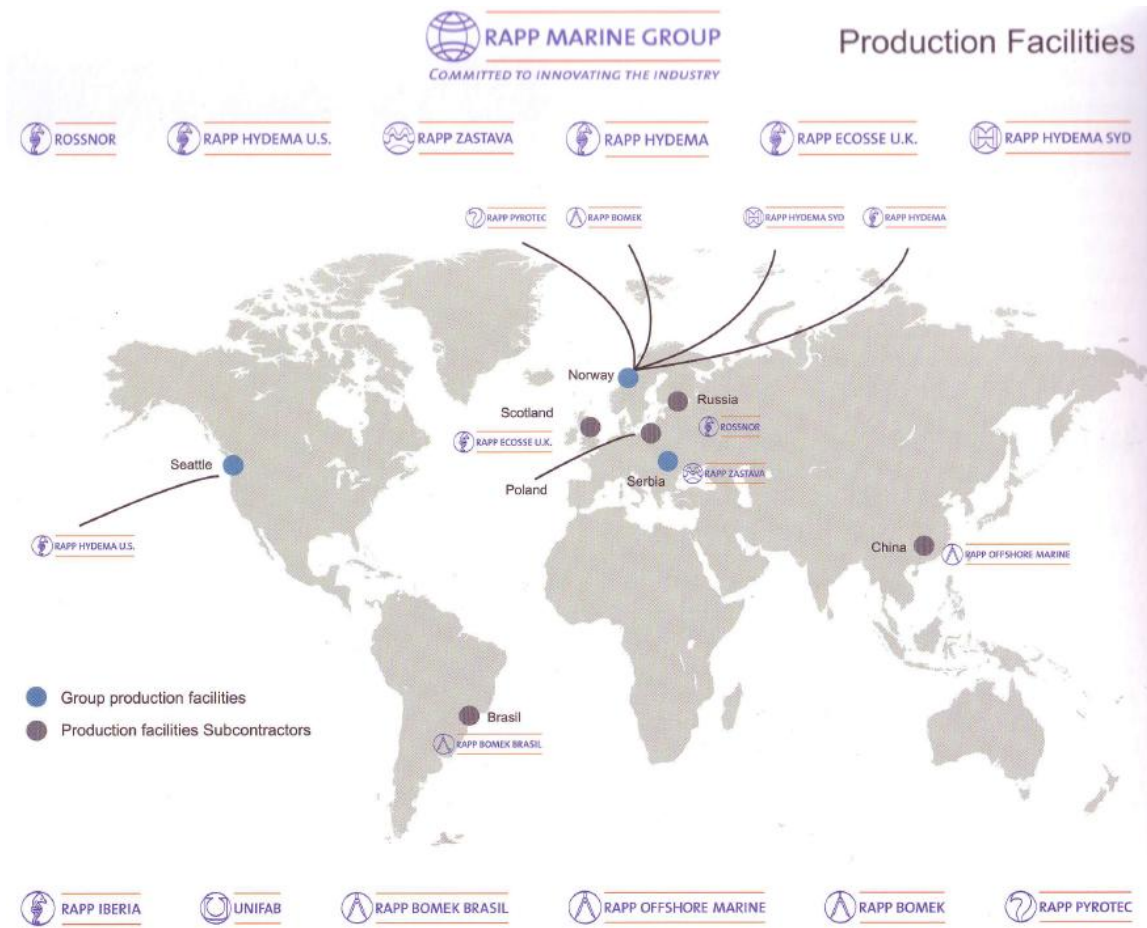 RAPP MARINE GROUP
COMMITTED TO INNOVATING THE INDUSTRY
Production Facilities
ROSSNOR
RAPP HYDEMA U.S.
RAPP ZASTAVA
RAPP HYDEMA
RAPP ECOSSE U.K.
RAPP HYDEMA SYD
RAPP PYROTEC
RAPP BOMEK
RAPP HYDEMA SYD
RAPP HYDEMA
Norway
Russia
Scotland
ROSSNOR
RAPP ECOSSE U.K.
Seattle
RAPP ZASTAVA
Serbia
Poland
RAPP HYDEMA U.S.
China
RAPP OFFSHORE MARINE
Group production facilities
Production facilities Subcontractors
Brasil
RAPP BOMEK BRASIL
RAPP IBERIA
UNIFAB
RAPP BOMEK BRASIL
RAPP OFFSHORE MARINE
RAPP BOMEK
RAPP PYROTEC